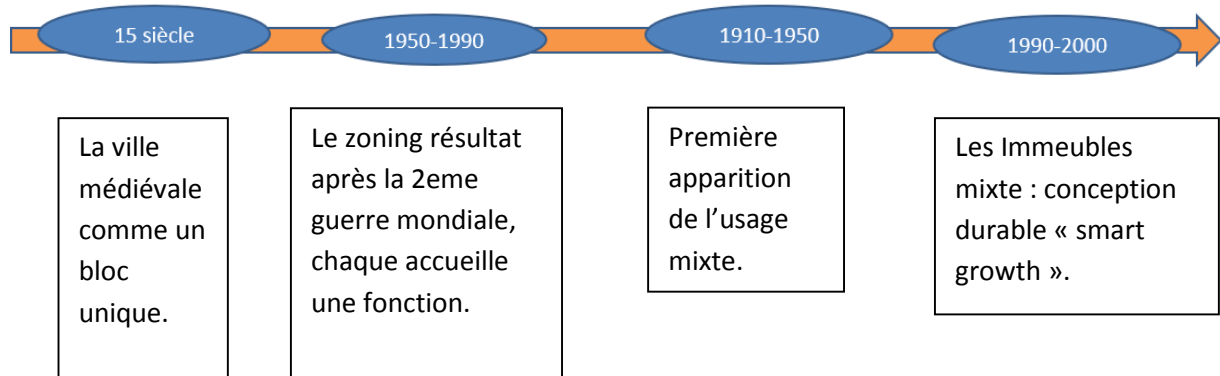 15 siècle
1950-1990
1910-1950
1990-2000
La ville
médiévale
comme un
bloc
unique.
Le zoning résultat
après la 2eme
guerre mondiale,
chaque accueille
une fonction.
Première
apparition
de l’usage
mixte.
Les Immeubles
mixte : conception
durable « smart
growth ».